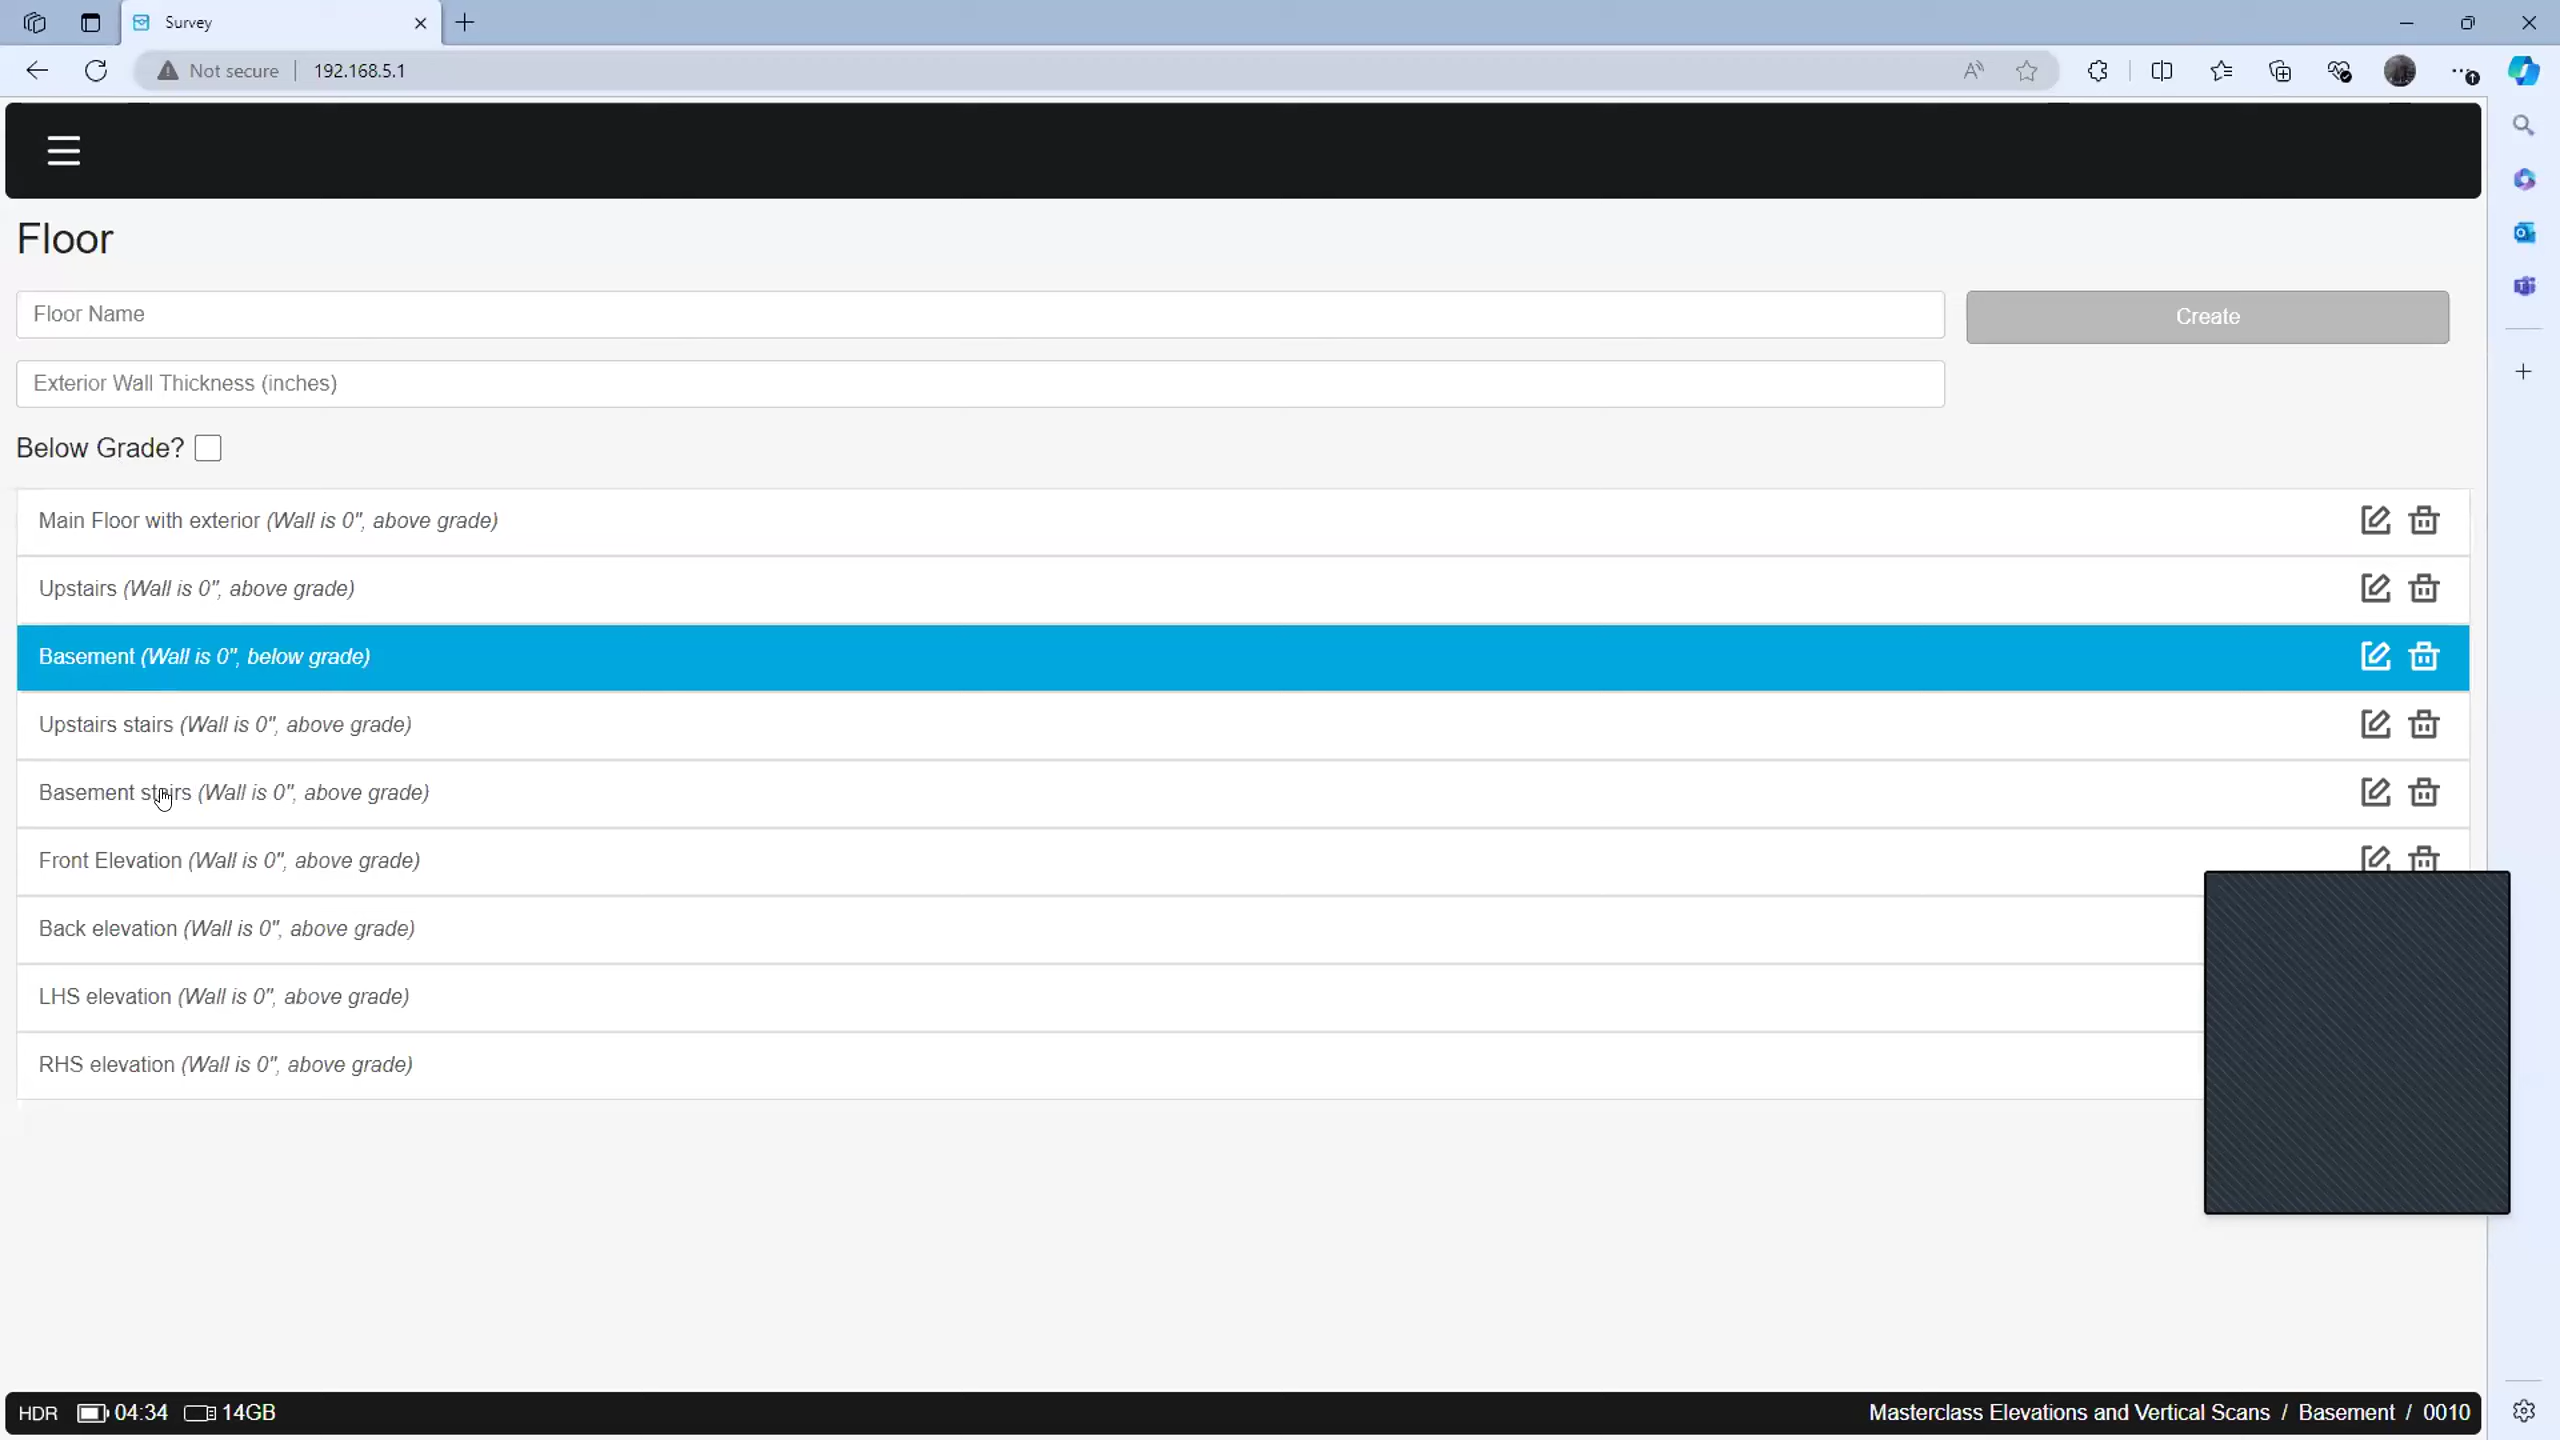 Survey
Not secure 192.168.5.1
Floor
Floor Name
Create
Exterior Wall Thickness (inches)
Below Grade?
Main Floor with exterior (Wall is 0", above grade)
Upstairs (Wall is 0", above grade)
Basement (Wall is 0", below grade)
Upstairs stairs (Wall is 0", above grade)
Basement stairs (Wall is 0", above grade)
Front Elevation (Wall is 0", above grade)
Back elevation (Wall is 0", above grade)
LHS elevation (Wall is 0", above grade)
RHS elevation (Wall is 0", above grade)
HDR 04:34 14GB Masterclass Elevations and Vertical Scans / Basement / 0010